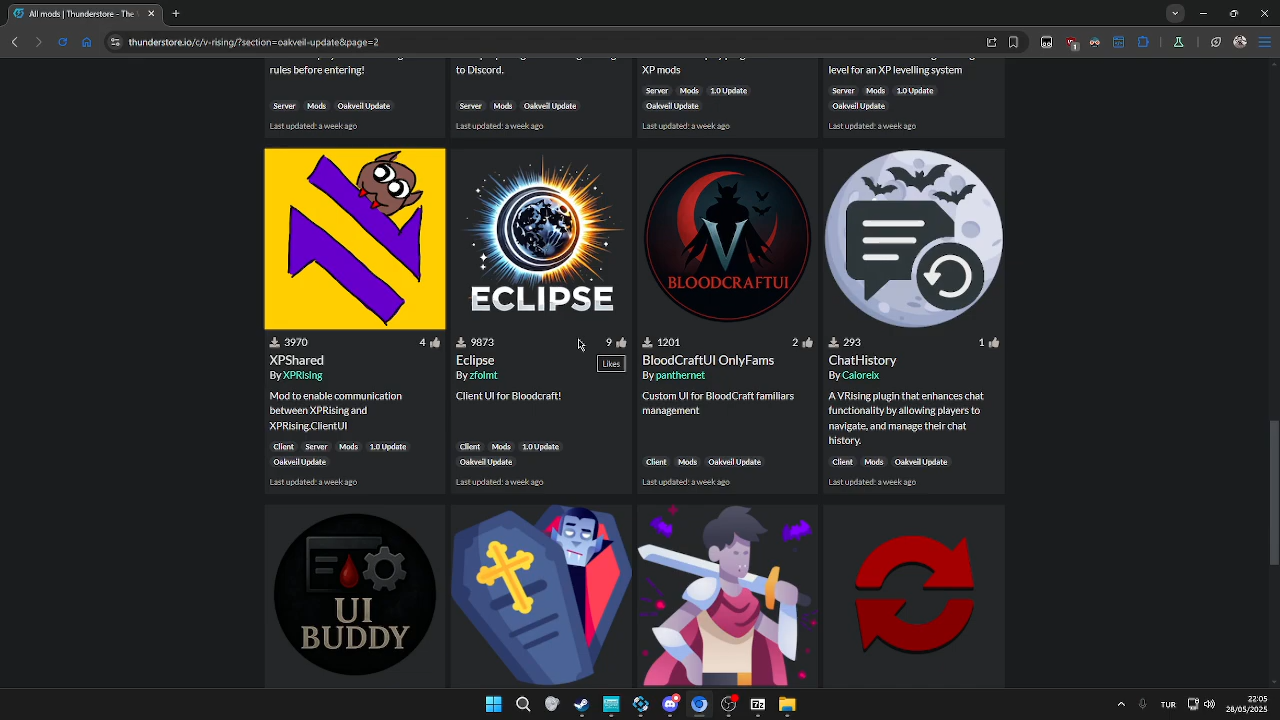 All mods | Thunderstore - The
thunderstore.io/c/v-rising/?section=oakveil-update&page=2
rules before entering!
Server Mods Oakveil Update
Last updated: a week ago
to Discord.
Server Mods Oakveil Update
Last updated: a week ago
XP mods
Server Mods 1.0 Update
Oakveil Update
Last updated: a week ago
level for an XP levelling system
Server Mods 1.0 Update
Oakveil Update
Last updated: a week ago
3970 4
XPShared
By XPRising
Mod to enable communication
between XPRising and
XPRising.ClientUI
Client Server Mods 1.0 Update
Oakveil Update
Last updated: a week ago
ECLIPSE
9873 9
Likes
Eclipse
By zfolmt
Client UI for Bloodcraft!
Client Mods 1.0 Update
Oakveil Update
Last updated: a week ago
V
BLOODCRAFTUI
1101 2
BloodCraftUI OnlyFams
By panthernet
Custom UI for BloodCraft familiars
management
Client Mods Oakveil Update
Last updated: a week ago
293 1
ChatHistory
By Caloreix
A VRising plugin that enhances chat
functionality by allowing players to
navigate, and manage their chat
history.
Client Mods Oakveil Update
Last updated: a week ago
UI
BUDDY
1
TUR
22:05
28/05/2025